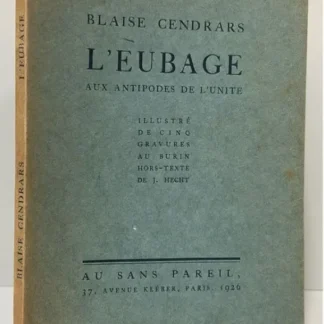 BLAISE CENDRARS
L'EUBAGE
AUX ANTIPODES DE L'UNITÉ
ILLUSTRÉ
DE CINQ
GRAVURES
AU BURIN
HORS-TEXTE
DE J. HECHT
AU SANS PAREIL,
37, AVENUE KLÉBER, PARIS, 1926
BLAISE CENDRARS
L'EUBAGE